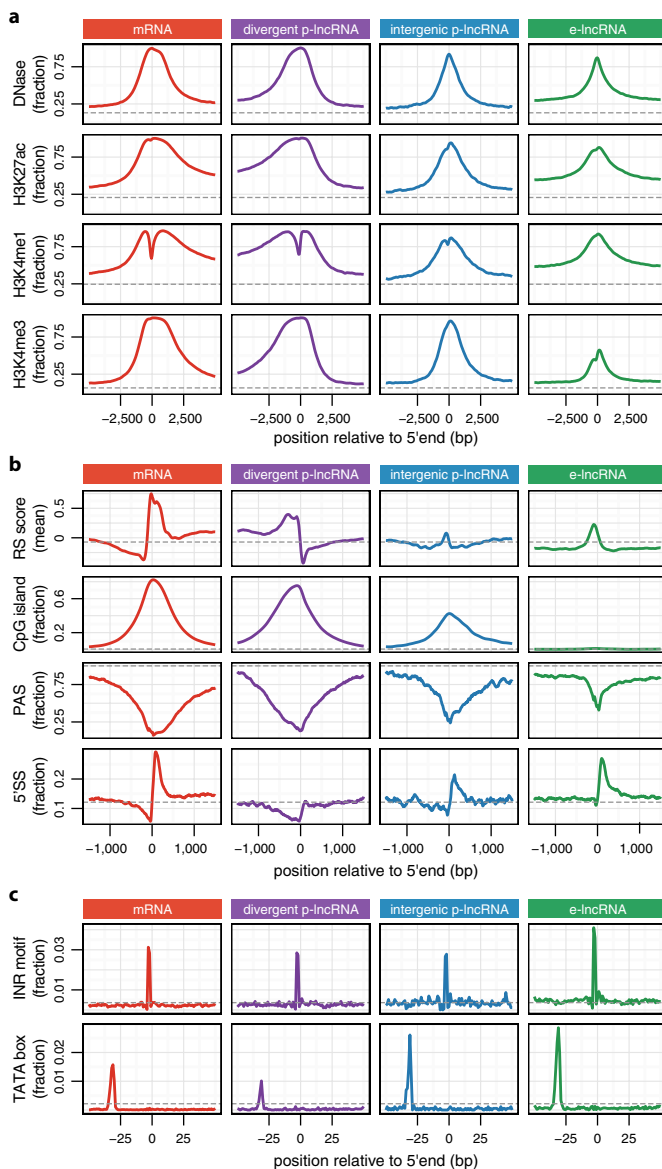 a
mRNA divergent p-lncRNA intergenic p-lncRNA e-lncRNA
DNase
(fraction)
0.75
0.25
H3K27ac
(fraction)
0.75
0.25
H3K4me1
(fraction)
0.75
0.25
H3K4me3
(fraction)
0.75
0.25
−2,500 0 2,500 −2,500 0 2,500 −2,500 0 2,500 −2,500 0 2,500
position relative to 5'end (bp)
b
mRNA divergent p-lncRNA intergenic p-lncRNA e-lncRNA
RS score
(mean)
0.5
0
CpG island
(fraction)
0.6
0.2
PAS
(fraction)
0.75
0.25
5'SS
(fraction)
0.2
0.1
−1,000 0 1,000 −1,000 0 1,000 −1,000 0 1,000 −1,000 0 1,000
position relative to 5'end (bp)
c
mRNA divergent p-lncRNA intergenic p-lncRNA e-lncRNA
INR motif
(fraction)
0.03
0.01
TATA box
(fraction)
0.02
0.01
−25 0 25 −25 0 25 −25 0 25 −25 0 25
position relative to 5'end (bp)